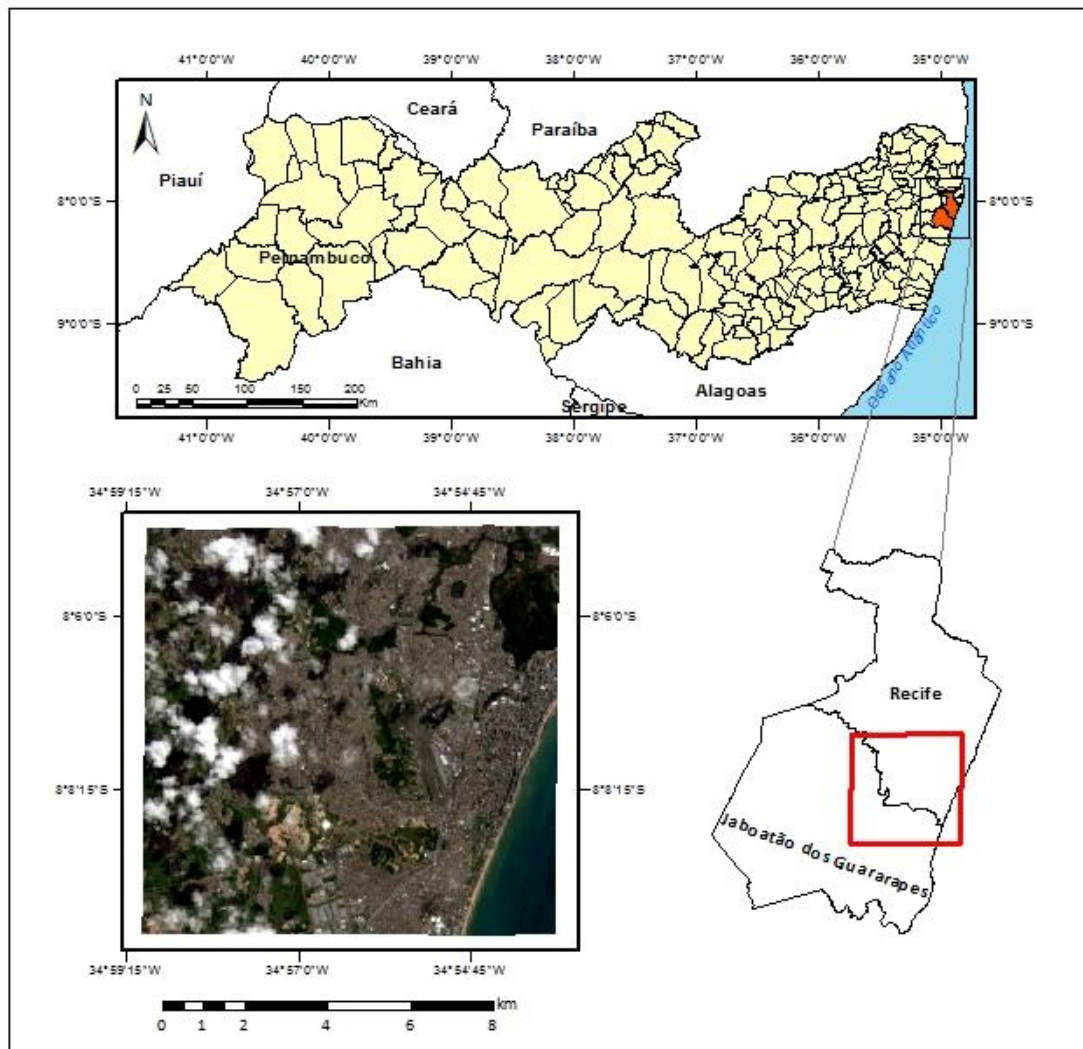 41°0'0"W 40°0'0"W 39°0'0"W 38°0'0"W 37°0'0"W 36°0'0"W 35°0'0"W
N
Ceará
Paraíba
Piauí
8°0'0"S 8°0'0"S
Pernambuco
9°0'0"S 9°0'0"S
Oceano Atlântico
Bahia
Alagoas
Sergipe
0 25 50 100 150 200
Km
41°0'0"W 40°0'0"W 39°0'0"W 38°0'0"W 37°0'0"W 36°0'0"W 35°0'0"W
34°59'15"W 34°57'0"W 34°54'45"W
8°6'0"S 8°6'0"S
8°8'15"S 8°8'15"S
34°59'15"W 34°57'0"W 34°54'45"W
km
0 1 2 4 6 8
Recife
Jaboatão dos Guararapes